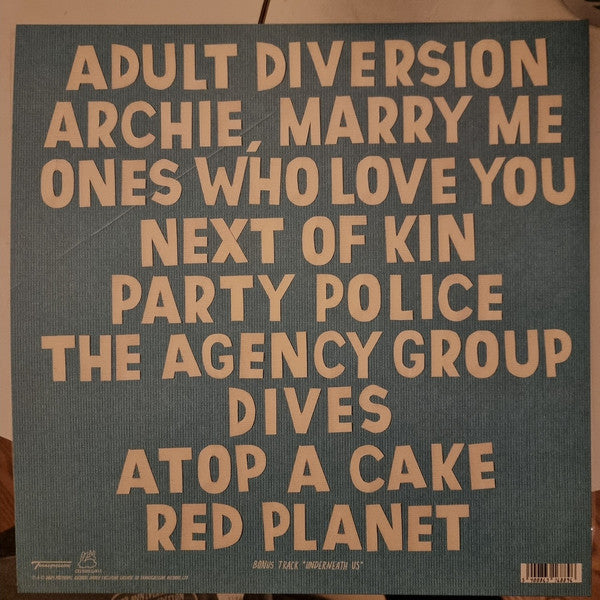 ADULT DIVERSION
ARCHIE, MARRY ME
ONES WHO LOVE YOU
NEXT OF KIN
PARTY POLICE
THE AGENCY GROUP
DIVES
ATOP A CAKE
RED PLANET
BONUS TRACK "UNDERNEATH US"
Transgressive